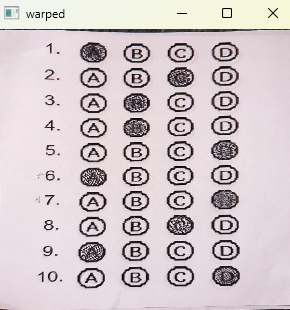 warped
1. B C D
2. A B D
3. A C D
4. A C D
5. A B C
6. B C D
7. A B C
8. A B D
9. B C D
10. A B C